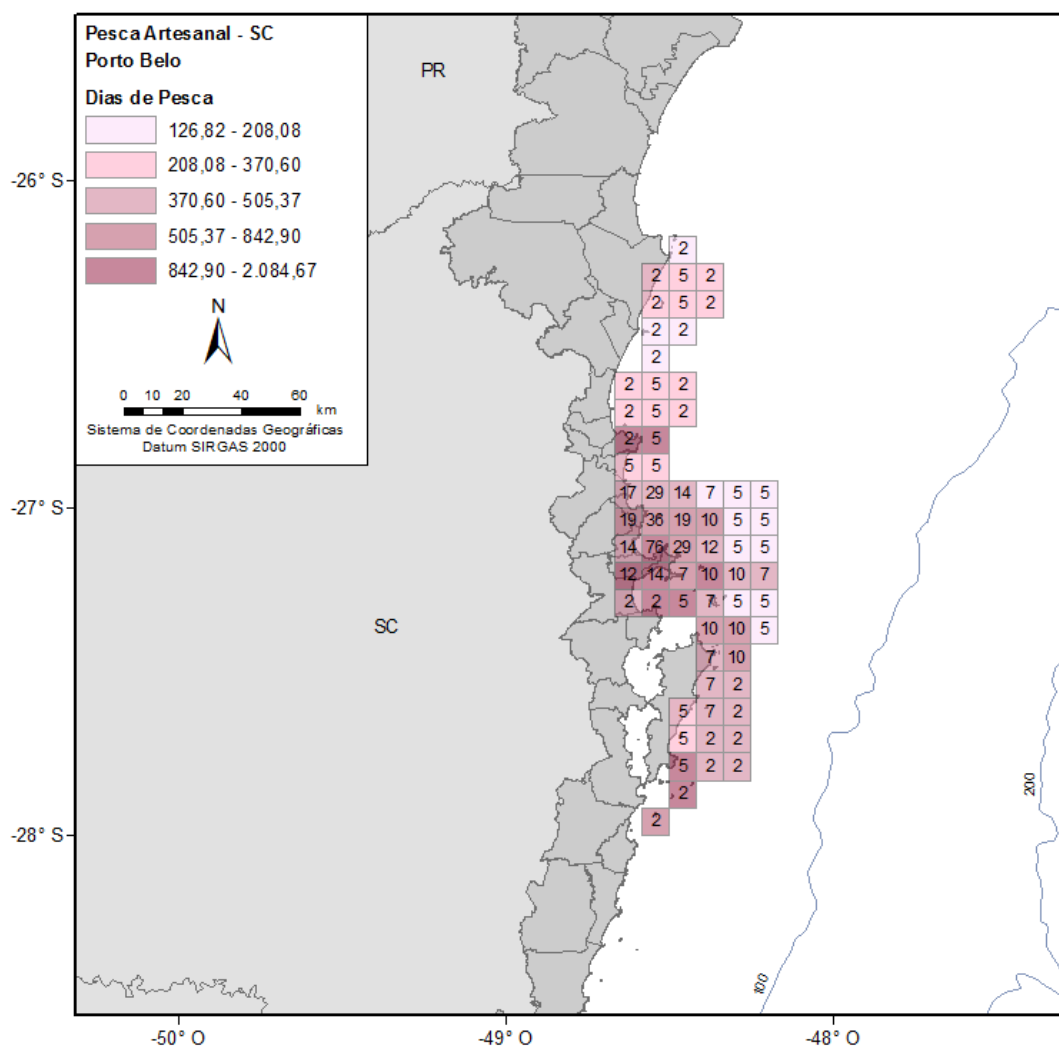 Pesca Artesanal - SC
Porto Belo
Dias de Pesca
126,82 - 208,08
208,08 - 370,60
370,60 - 505,37
505,37 - 842,90
842,90 - 2.084,67
N
0 10 20 40 60
km
Sistema de Coordenadas Geográficas
Datum SIRGAS 2000
PR
SC
-26° S
-27° S
-28° S
2
2 5 2
2 5 2
2 2
2
2 5 2
2 5 2
2 5
5 5
17 29 14 7 5 5
19 36 19 10 5 5
14 76 29 12 5 5
12 14 7 10 10 7
2 2 5 7 5 5
10 10 5
7 10
7 2
5 7 2
5 2 2
5 2 2
2
2
100
200
-50° O
-49° O
-48° O